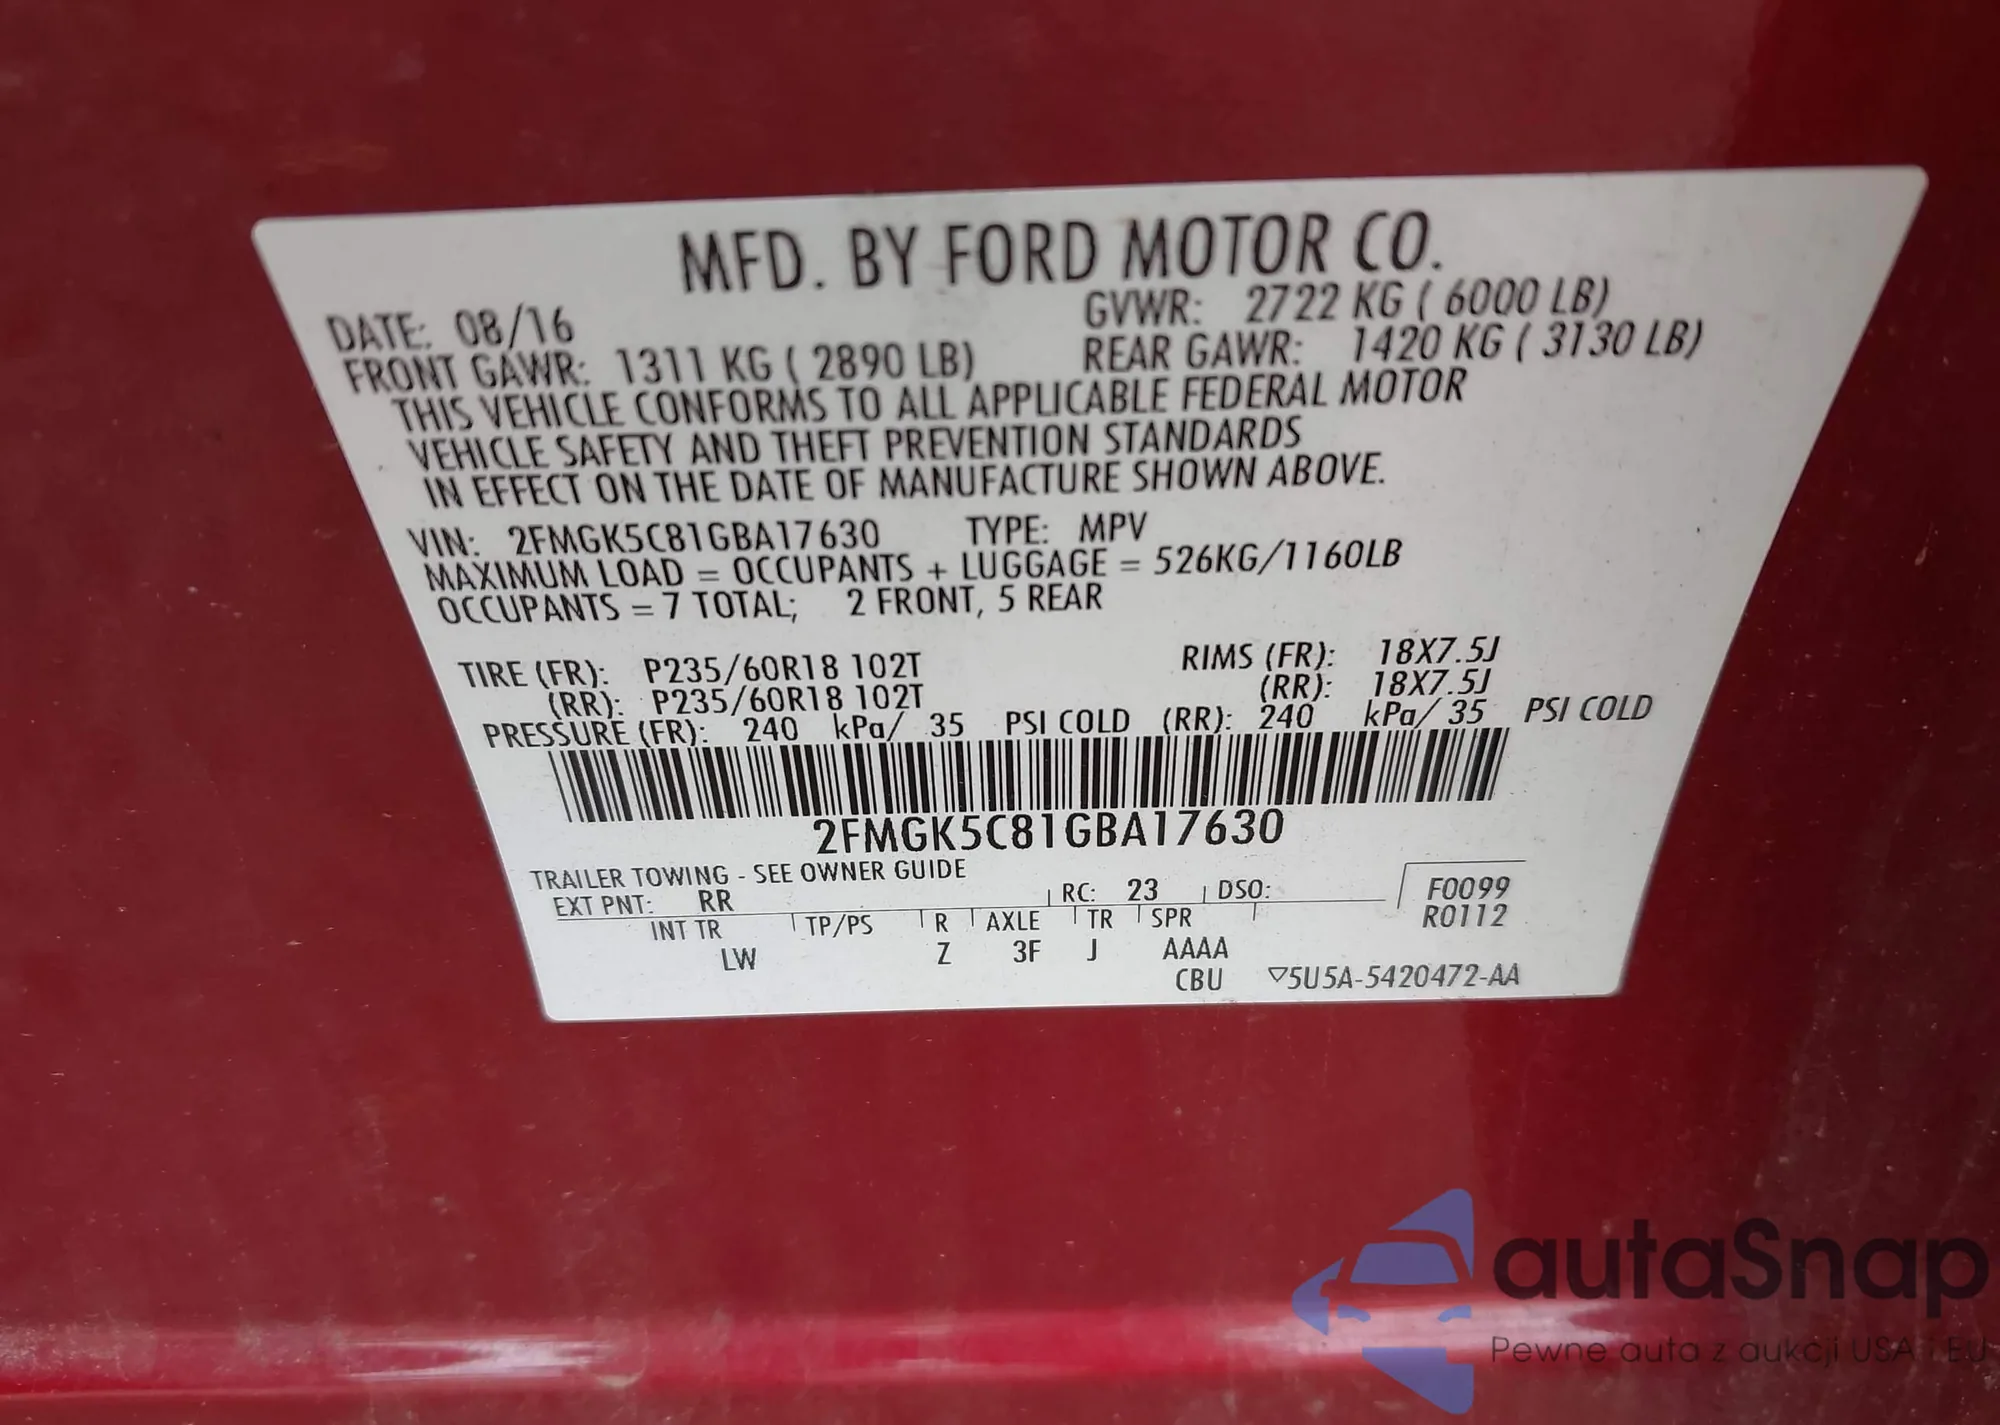 MFD. BY FORD MOTOR CO.
DATE: 08/16 GVWR: 2722 KG ( 6000 LB)
FRONT GAWR: 1311 KG ( 2890 LB) REAR GAWR: 1420 KG ( 3130 LB)
THIS VEHICLE CONFORMS TO ALL APPLICABLE FEDERAL MOTOR
VEHICLE SAFETY AND THEFT PREVENTION STANDARDS
IN EFFECT ON THE DATE OF MANUFACTURE SHOWN ABOVE.
VIN: 2FMGK5C81GBA17630 TYPE: MPV
MAXIMUM LOAD = OCCUPANTS + LUGGAGE = 526KG/1160LB
OCCUPANTS = 7 TOTAL; 2 FRONT, 5 REAR
TIRE (FR): P235/60R18 102T RIMS (FR): 18X7.5J
(RR): P235/60R18 102T (RR): 18X7.5J
PRESSURE (FR): 240 kPa/ 35 PSI COLD (RR): 240 kPa/ 35 PSI COLD
2FMGK5C81GBA17630
TRAILER TOWING - SEE OWNER GUIDE
EXT PNT: RR RC: 23 DSO: F0099
R0112
INT TR TP/PS R AXLE TR SPR
LW Z 3F J AAAA
CBU ▽5U5A-5420472-AA
autaSnap
Pewne auta z aukcji USA i EU